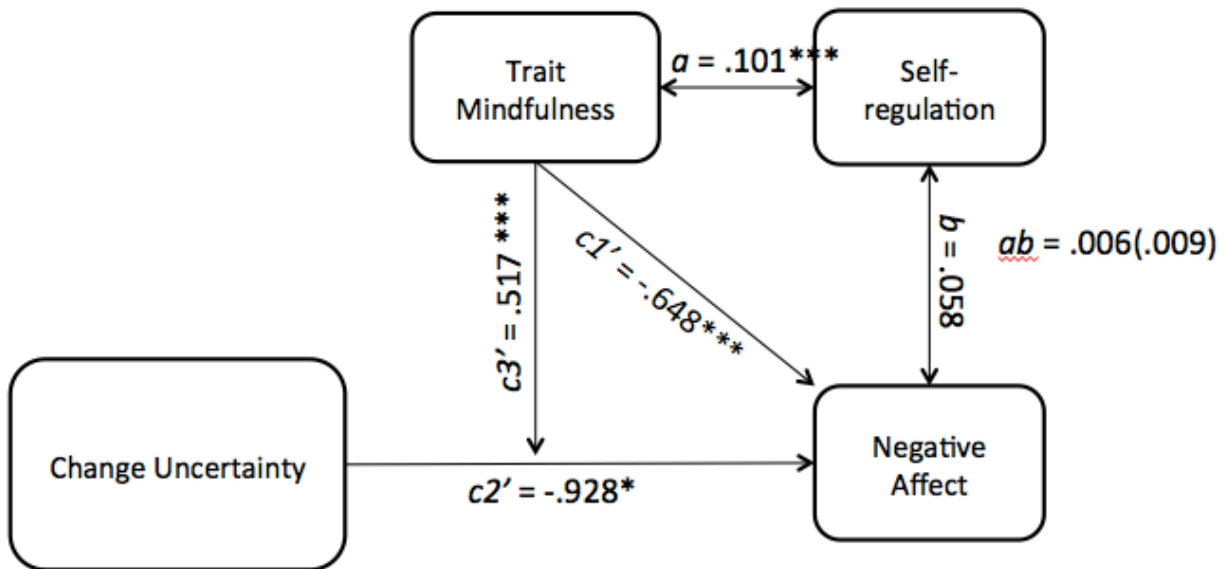 Trait
Mindfulness
a = .101***
Self-
regulation
c3′ = .517 ***
c1′ = -.648***
b = .058
ab = .006(.009)
Change Uncertainty
c2′ = -.928*
Negative
Affect